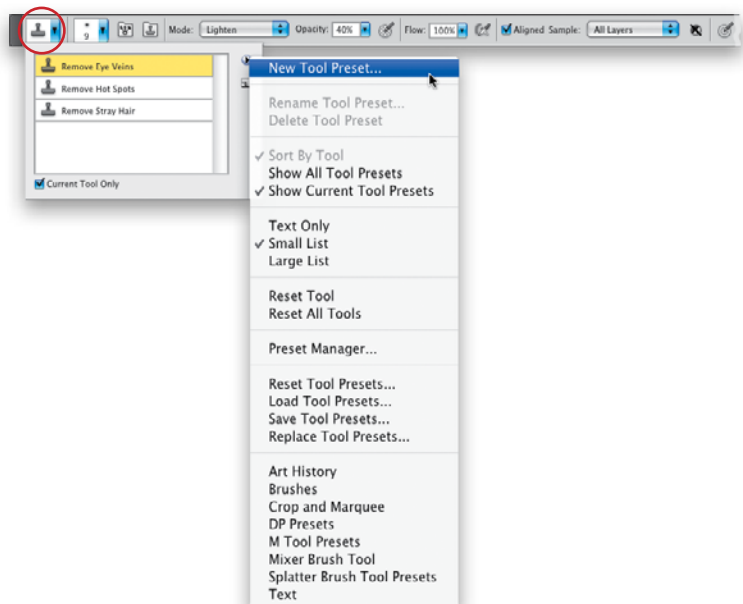 9 Mode: Lighten Opacity: 40% Flow: 100% Aligned Sample: All Layers
Remove Eye Veins
Remove Hot Spots
Remove Stray Hair
Current Tool Only
New Tool Preset...
Rename Tool Preset...
Delete Tool Preset
Sort By Tool
Show All Tool Presets
Show Current Tool Presets
Text Only
Small List
Large List
Reset Tool
Reset All Tools
Preset Manager...
Reset Tool Presets...
Load Tool Presets...
Save Tool Presets...
Replace Tool Presets...
Art History
Brushes
Crop and Marquee
DP Presets
M Tool Presets
Mixer Brush Tool
Splatter Brush Tool Presets
Text